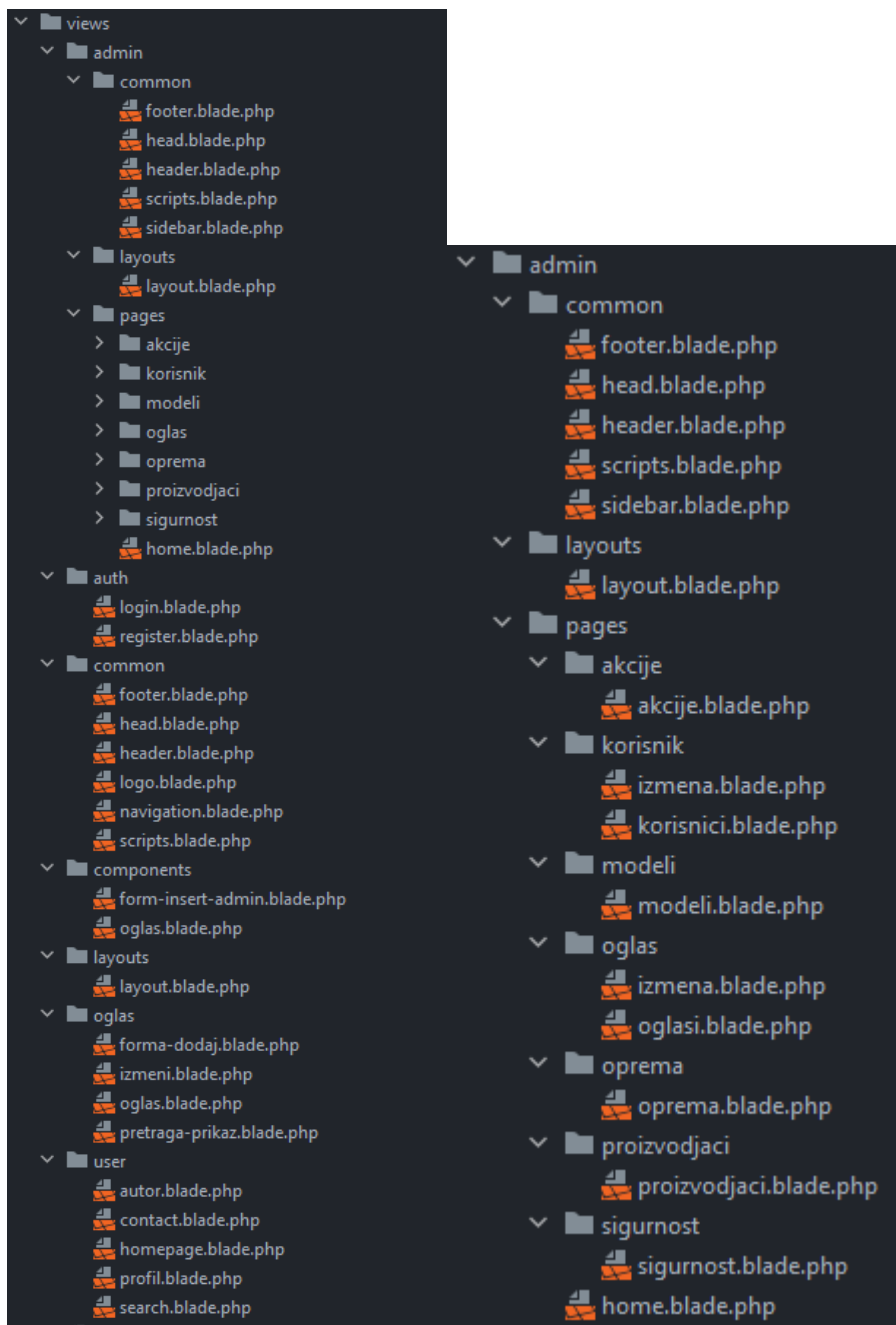 views
admin
common
footer.blade.php
head.blade.php
header.blade.php
scripts.blade.php
sidebar.blade.php
layouts
layout.blade.php
pages
akcije
korisnik
modeli
oglas
oprema
proizvodjaci
sigurnost
home.blade.php
auth
login.blade.php
register.blade.php
common
footer.blade.php
head.blade.php
header.blade.php
logo.blade.php
navigation.blade.php
scripts.blade.php
components
form-insert-admin.blade.php
oglas.blade.php
layouts
layout.blade.php
oglas
forma-dodaj.blade.php
izmeni.blade.php
oglas.blade.php
pretraga-prikaz.blade.php
user
autor.blade.php
contact.blade.php
homepage.blade.php
profil.blade.php
search.blade.php
admin
common
footer.blade.php
head.blade.php
header.blade.php
scripts.blade.php
sidebar.blade.php
layouts
layout.blade.php
pages
akcije
akcije.blade.php
korisnik
izmena.blade.php
korisnici.blade.php
modeli
modeli.blade.php
oglas
izmena.blade.php
oglasi.blade.php
oprema
oprema.blade.php
proizvodjaci
proizvodjaci.blade.php
sigurnost
sigurnost.blade.php
home.blade.php